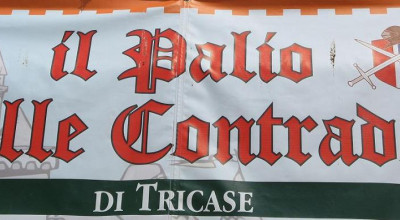 il Palio
lle Contrad
DI TRICASE